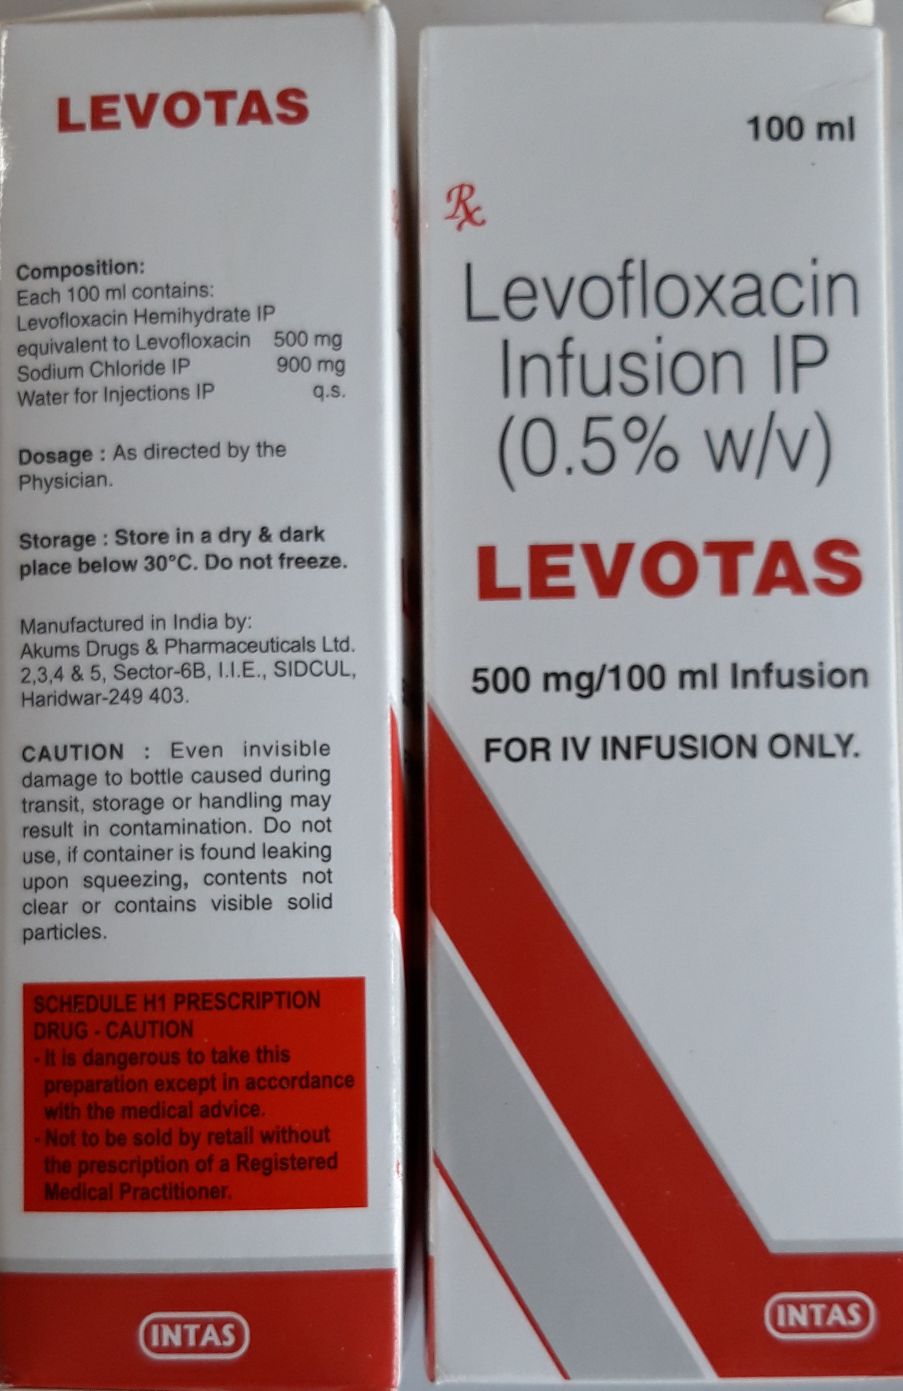 LEVOTAS
Composition:
Each 100 ml contains:
Levofloxacin Hemihydrate IP
equivalent to Levofloxacin 500 mg
Sodium Chloride IP 900 mg
Water for Injections IP q.s.
Dosage : As directed by the
Physician.
Storage : Store in a dry & dark
place below 30°C. Do not freeze.
Manufactured in India by:
Akums Drugs & Pharmaceuticals Ltd.
2,3,4 & 5, Sector-6B, I.I.E., SIDCUL,
Haridwar-249 403.
CAUTION : Even invisible
damage to bottle caused during
transit, storage or handling may
result in contamination. Do not
use, if container is found leaking
upon squeezing, contents not
clear or contains visible solid
particles.
SCHEDULE H1 PRESCRIPTION
DRUG - CAUTION
- It is dangerous to take this
preparation except in accordance
with the medical advice.
- Not to be sold by retail without
the prescription of a Registered
Medical Practitioner.
INTAS
100 ml
Rx
Levofloxacin
Infusion IP
(0.5% w/v)
LEVOTAS
500 mg/100 ml Infusion
FOR IV INFUSION ONLY.
INTAS